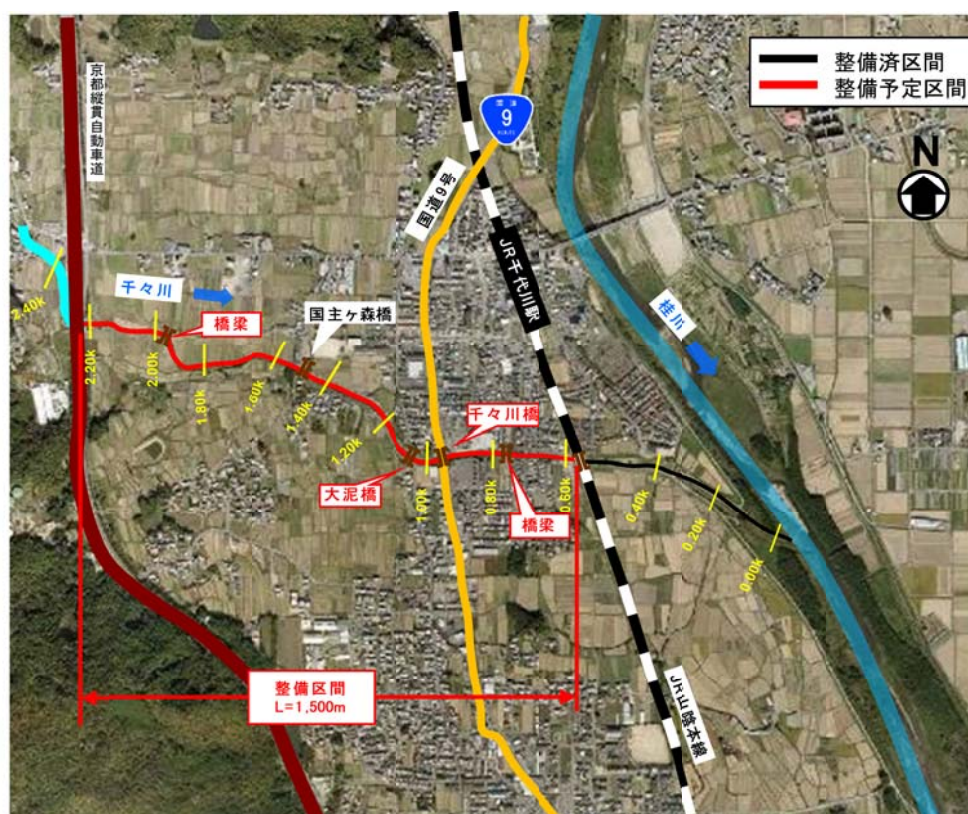 整備済区間
整備予定区間
京都縦貫自動車道
国道
9
ROUTE
N
国道9号
JR千代川駅
桂川
千々川
国主ヶ森橋
橋梁
2.40k
2.20k
2.00k
1.80k
1.60k
1.40k
1.20k
1.00k
0.80k
0.60k
0.40k
0.20k
0.00k
千々川橋
大泥橋
橋梁
整備区間
L=1,500m
JR山陰本線